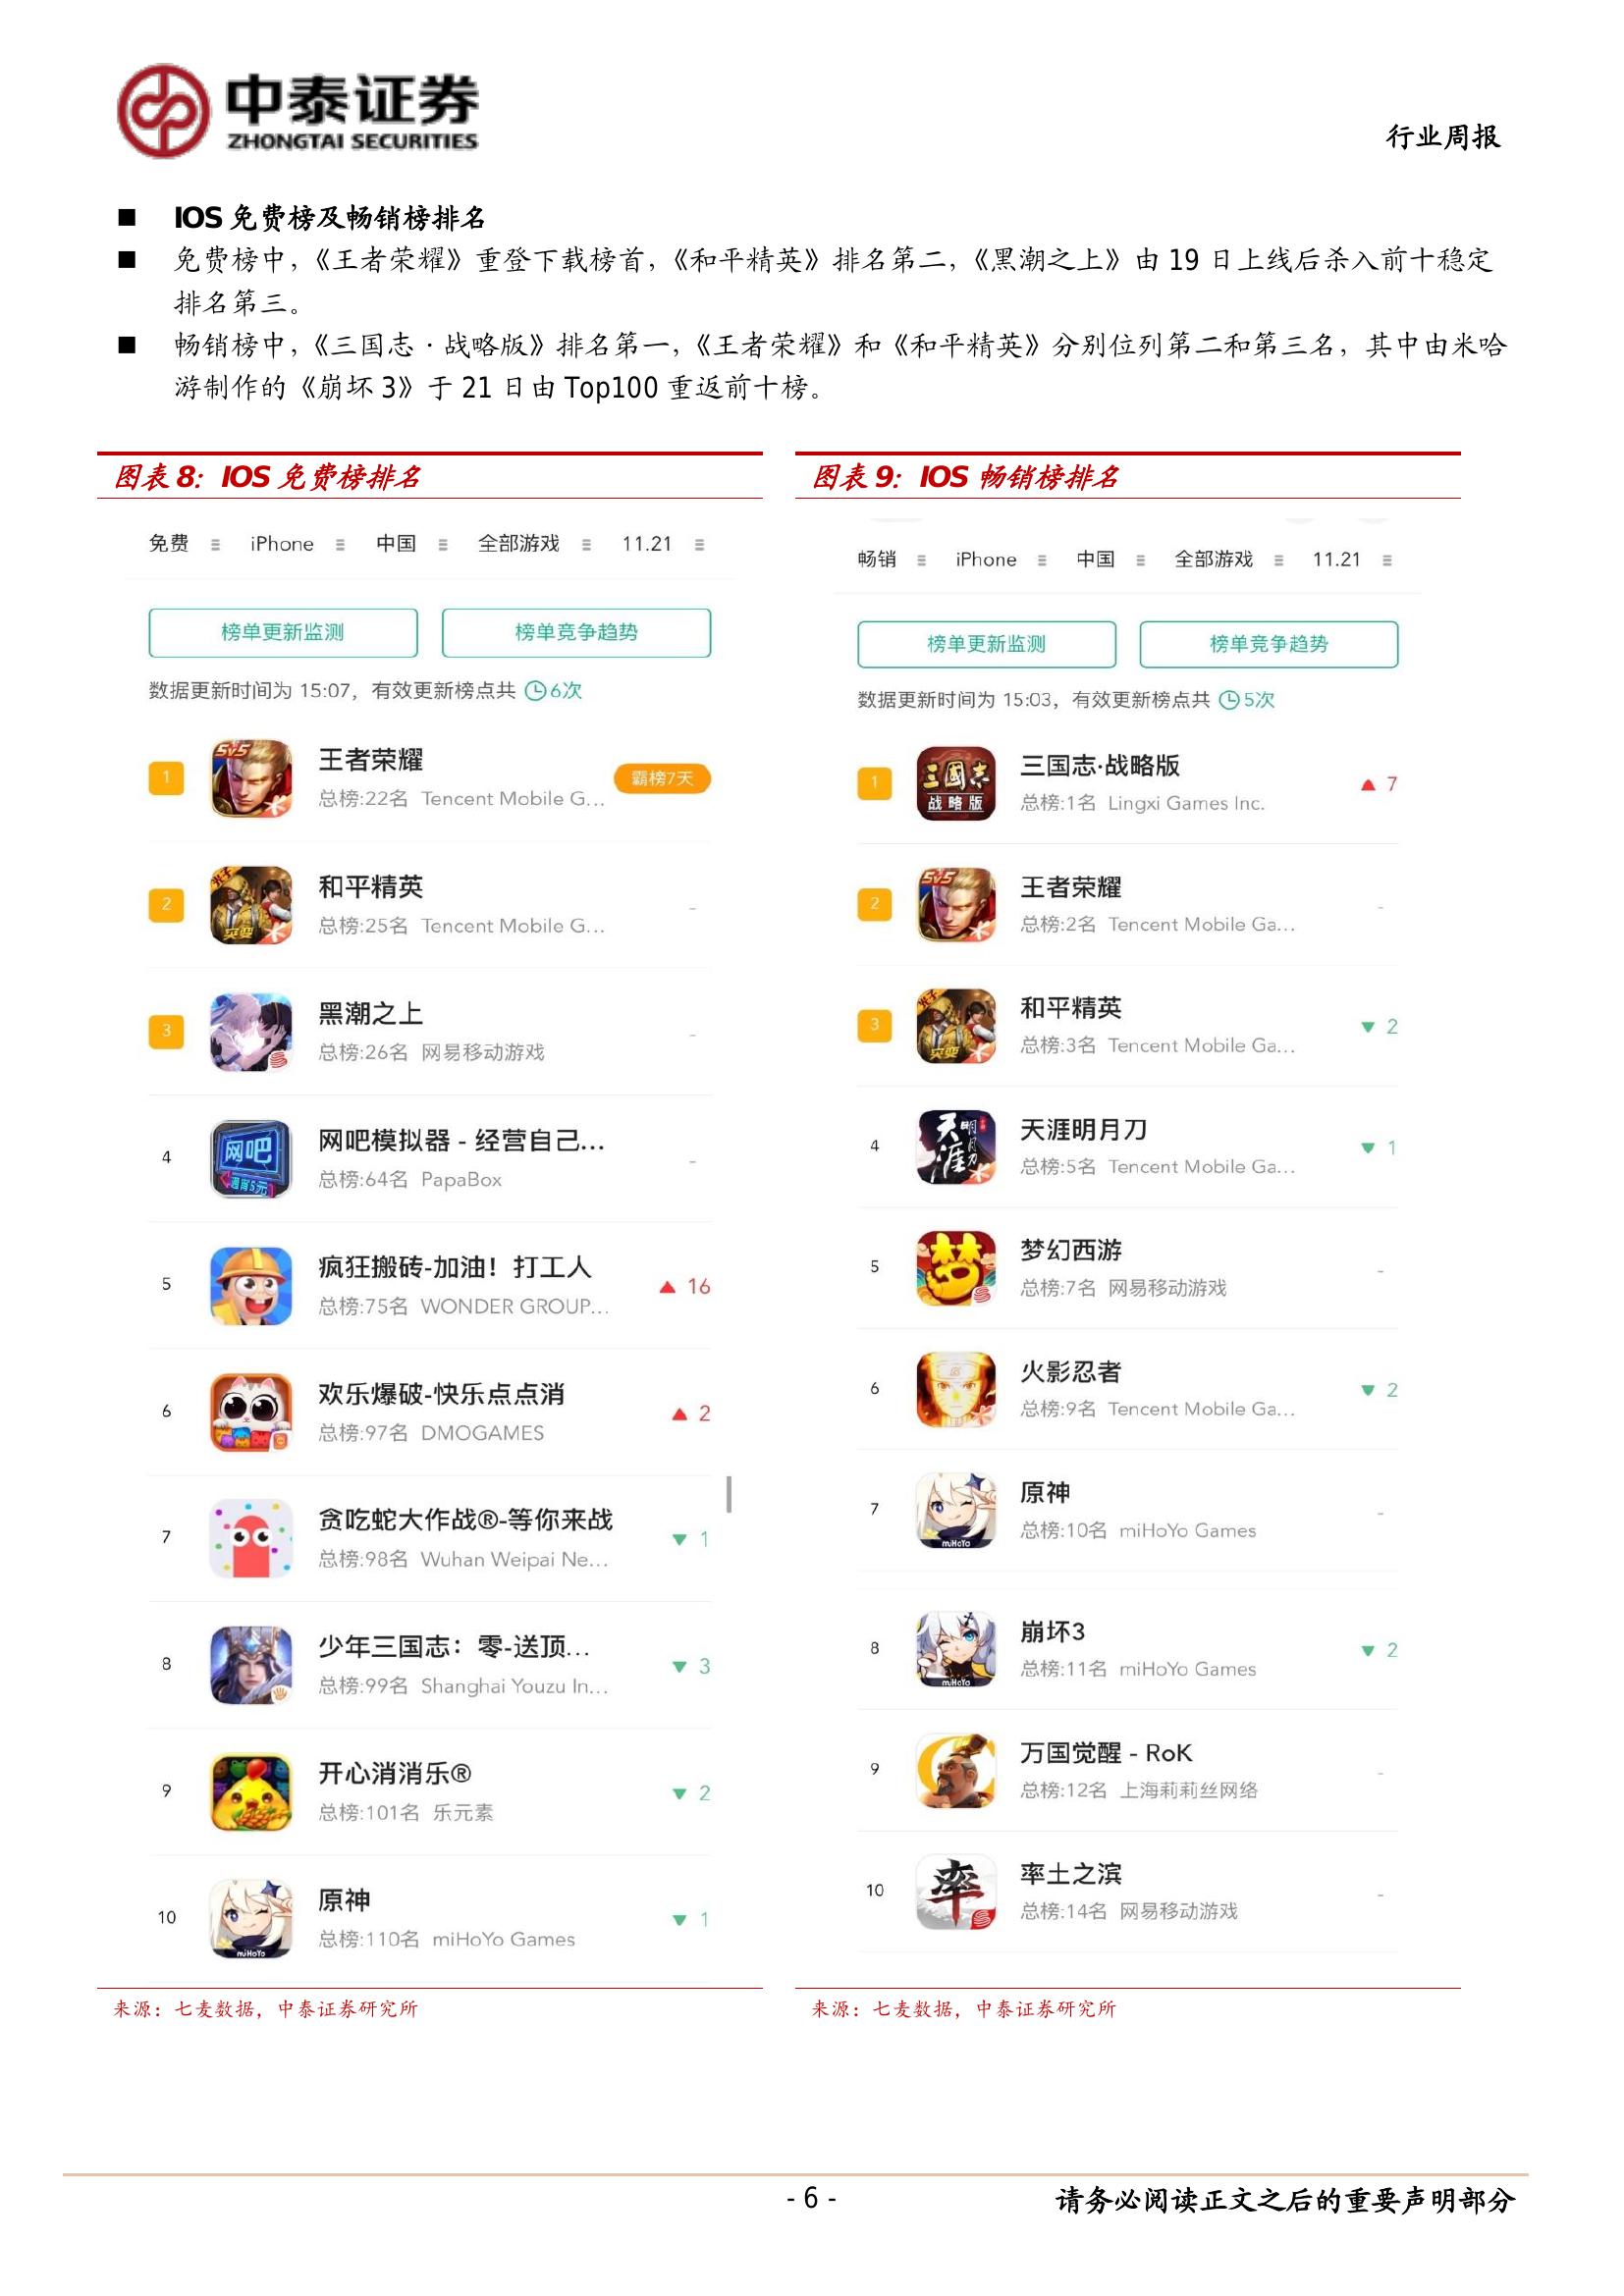 中泰证券
ZHONGTAI SECURITIES
行业周报
■ IOS 免费榜及畅销榜排名
■ 免费榜中，《王者荣耀》重登下载榜首，《和平精英》排名第二，《黑潮之上》由 19 日上线后杀入前十稳定
排名第三。
■ 畅销榜中，《三国志·战略版》排名第一，《王者荣耀》和《和平精英》分别位列第二和第三名，其中由米哈
游制作的《崩坏 3》于 21 日由 Top100 重返前十榜。
图表 8：IOS 免费榜排名
免费 iPhone 中国 全部游戏 11.21
榜单更新监测 榜单竞争趋势
数据更新时间为 15:07，有效更新榜点共 6次
1 王者荣耀 霸榜7天
总榜:22名 Tencent Mobile G...
2 和平精英 -
总榜:25名 Tencent Mobile G...
3 黑潮之上 -
总榜:26名 网易移动游戏
4 网吧模拟器 - 经营自己... -
总榜:64名 PapaBox
5 疯狂搬砖-加油！打工人 ▲ 16
总榜:75名 WONDER GROUP...
6 欢乐爆破-快乐点点消 ▲ 2
总榜:97名 DMOGAMES
7 贪吃蛇大作战®-等你来战 ▼ 1
总榜:98名 Wuhan Weipai Ne...
8 少年三国志：零-送顶... ▼ 3
总榜:99名 Shanghai Youzu In...
9 开心消消乐® ▼ 2
总榜:101名 乐元素
10 原神 ▼ 1
总榜:110名 miHoYo Games
来源：七麦数据，中泰证券研究所
图表 9：IOS 畅销榜排名
畅销 iPhone 中国 全部游戏 11.21
榜单更新监测 榜单竞争趋势
数据更新时间为 15:03，有效更新榜点共 5次
1 三国志·战略版 ▲ 7
总榜:1名 Lingxi Games Inc.
2 王者荣耀 -
总榜:2名 Tencent Mobile Ga...
3 和平精英 ▼ 2
总榜:3名 Tencent Mobile Ga...
4 天涯明月刀 ▼ 1
总榜:5名 Tencent Mobile Ga...
5 梦幻西游 -
总榜:7名 网易移动游戏
6 火影忍者 ▼ 2
总榜:9名 Tencent Mobile Ga...
7 原神 -
总榜:10名 miHoYo Games
8 崩坏3 ▼ 2
总榜:11名 miHoYo Games
9 万国觉醒 - RoK -
总榜:12名 上海莉莉丝网络
10 率土之滨 -
总榜:14名 网易移动游戏
来源：七麦数据，中泰证券研究所
- 6 -
请务必阅读正文之后的重要声明部分